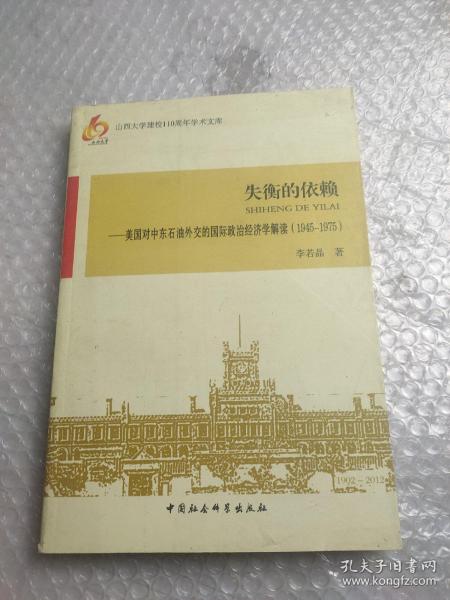 山西大学建校110周年学术文库
失衡的依赖
SHIHENG DE YILAI
——美国对中东石油外交的国际政治经济学解读(1945-1975)
李若晶 著
1902-2012
中国社会科学出版社
孔夫子旧书网
www.kongfz.com